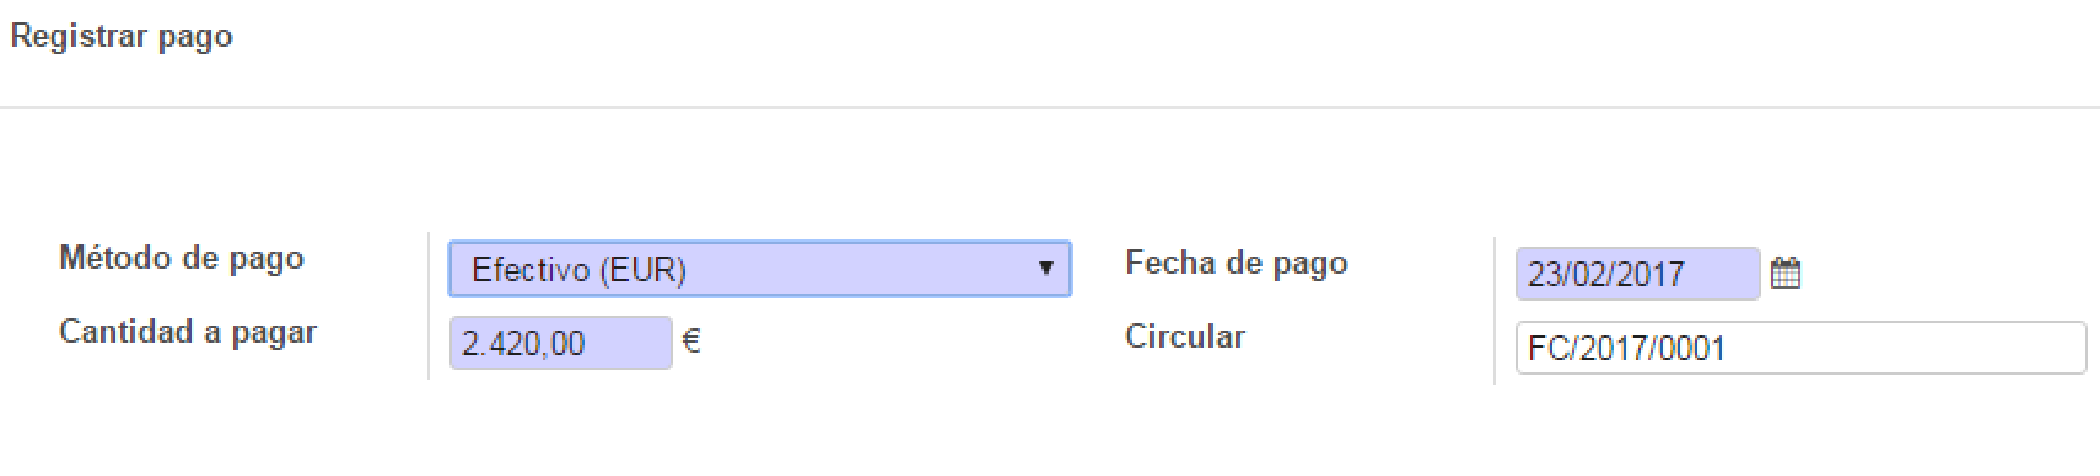 Registrar pago
Método de pago
Efectivo (EUR)
Fecha de pago
23/02/2017
Cantidad a pagar
2.420,00 €
Circular
FC/2017/0001